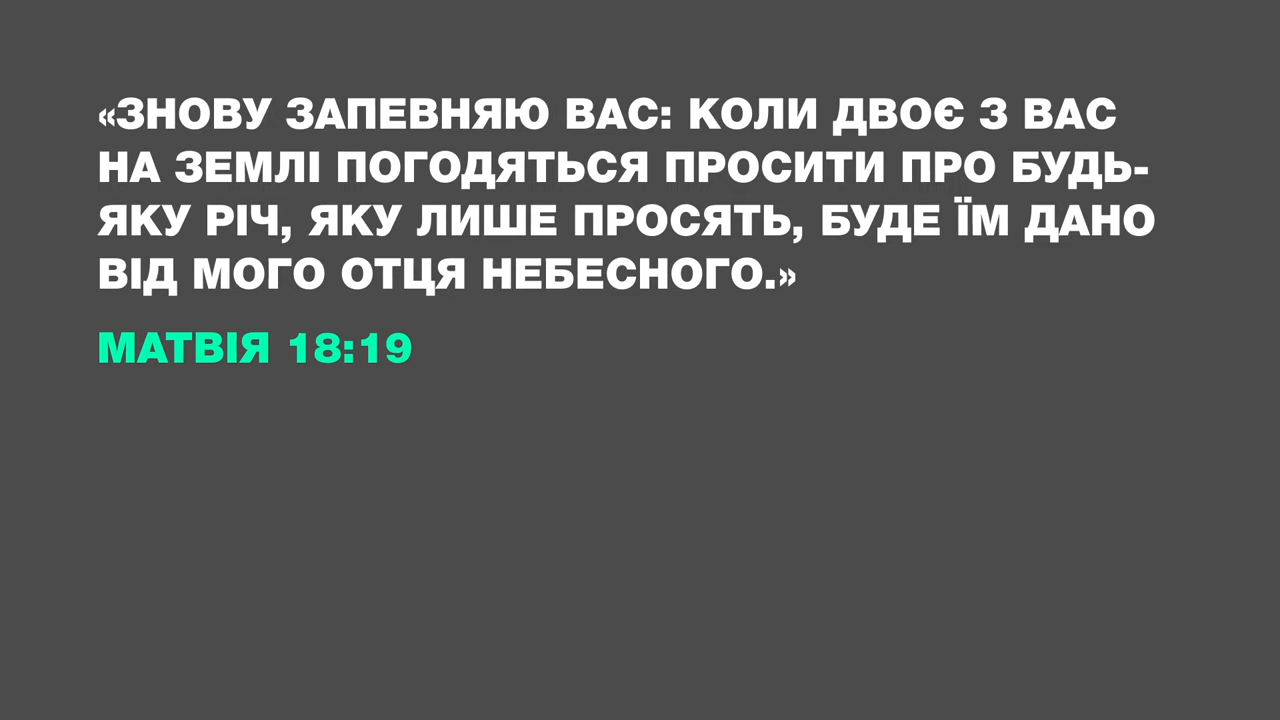 «ЗНОВУ ЗАПЕВНЯЮ ВАС: КОЛИ ДВОЄ З ВАС
НА ЗЕМЛІ ПОГОДЯТЬСЯ ПРОСИТИ ПРО БУДЬ-
ЯКУ РІЧ, ЯКУ ЛИШЕ ПРОСЯТЬ, БУДЕ ЇМ ДАНО
ВІД МОГО ОТЦЯ НЕБЕСНОГО.»
МАТВІЯ 18:19